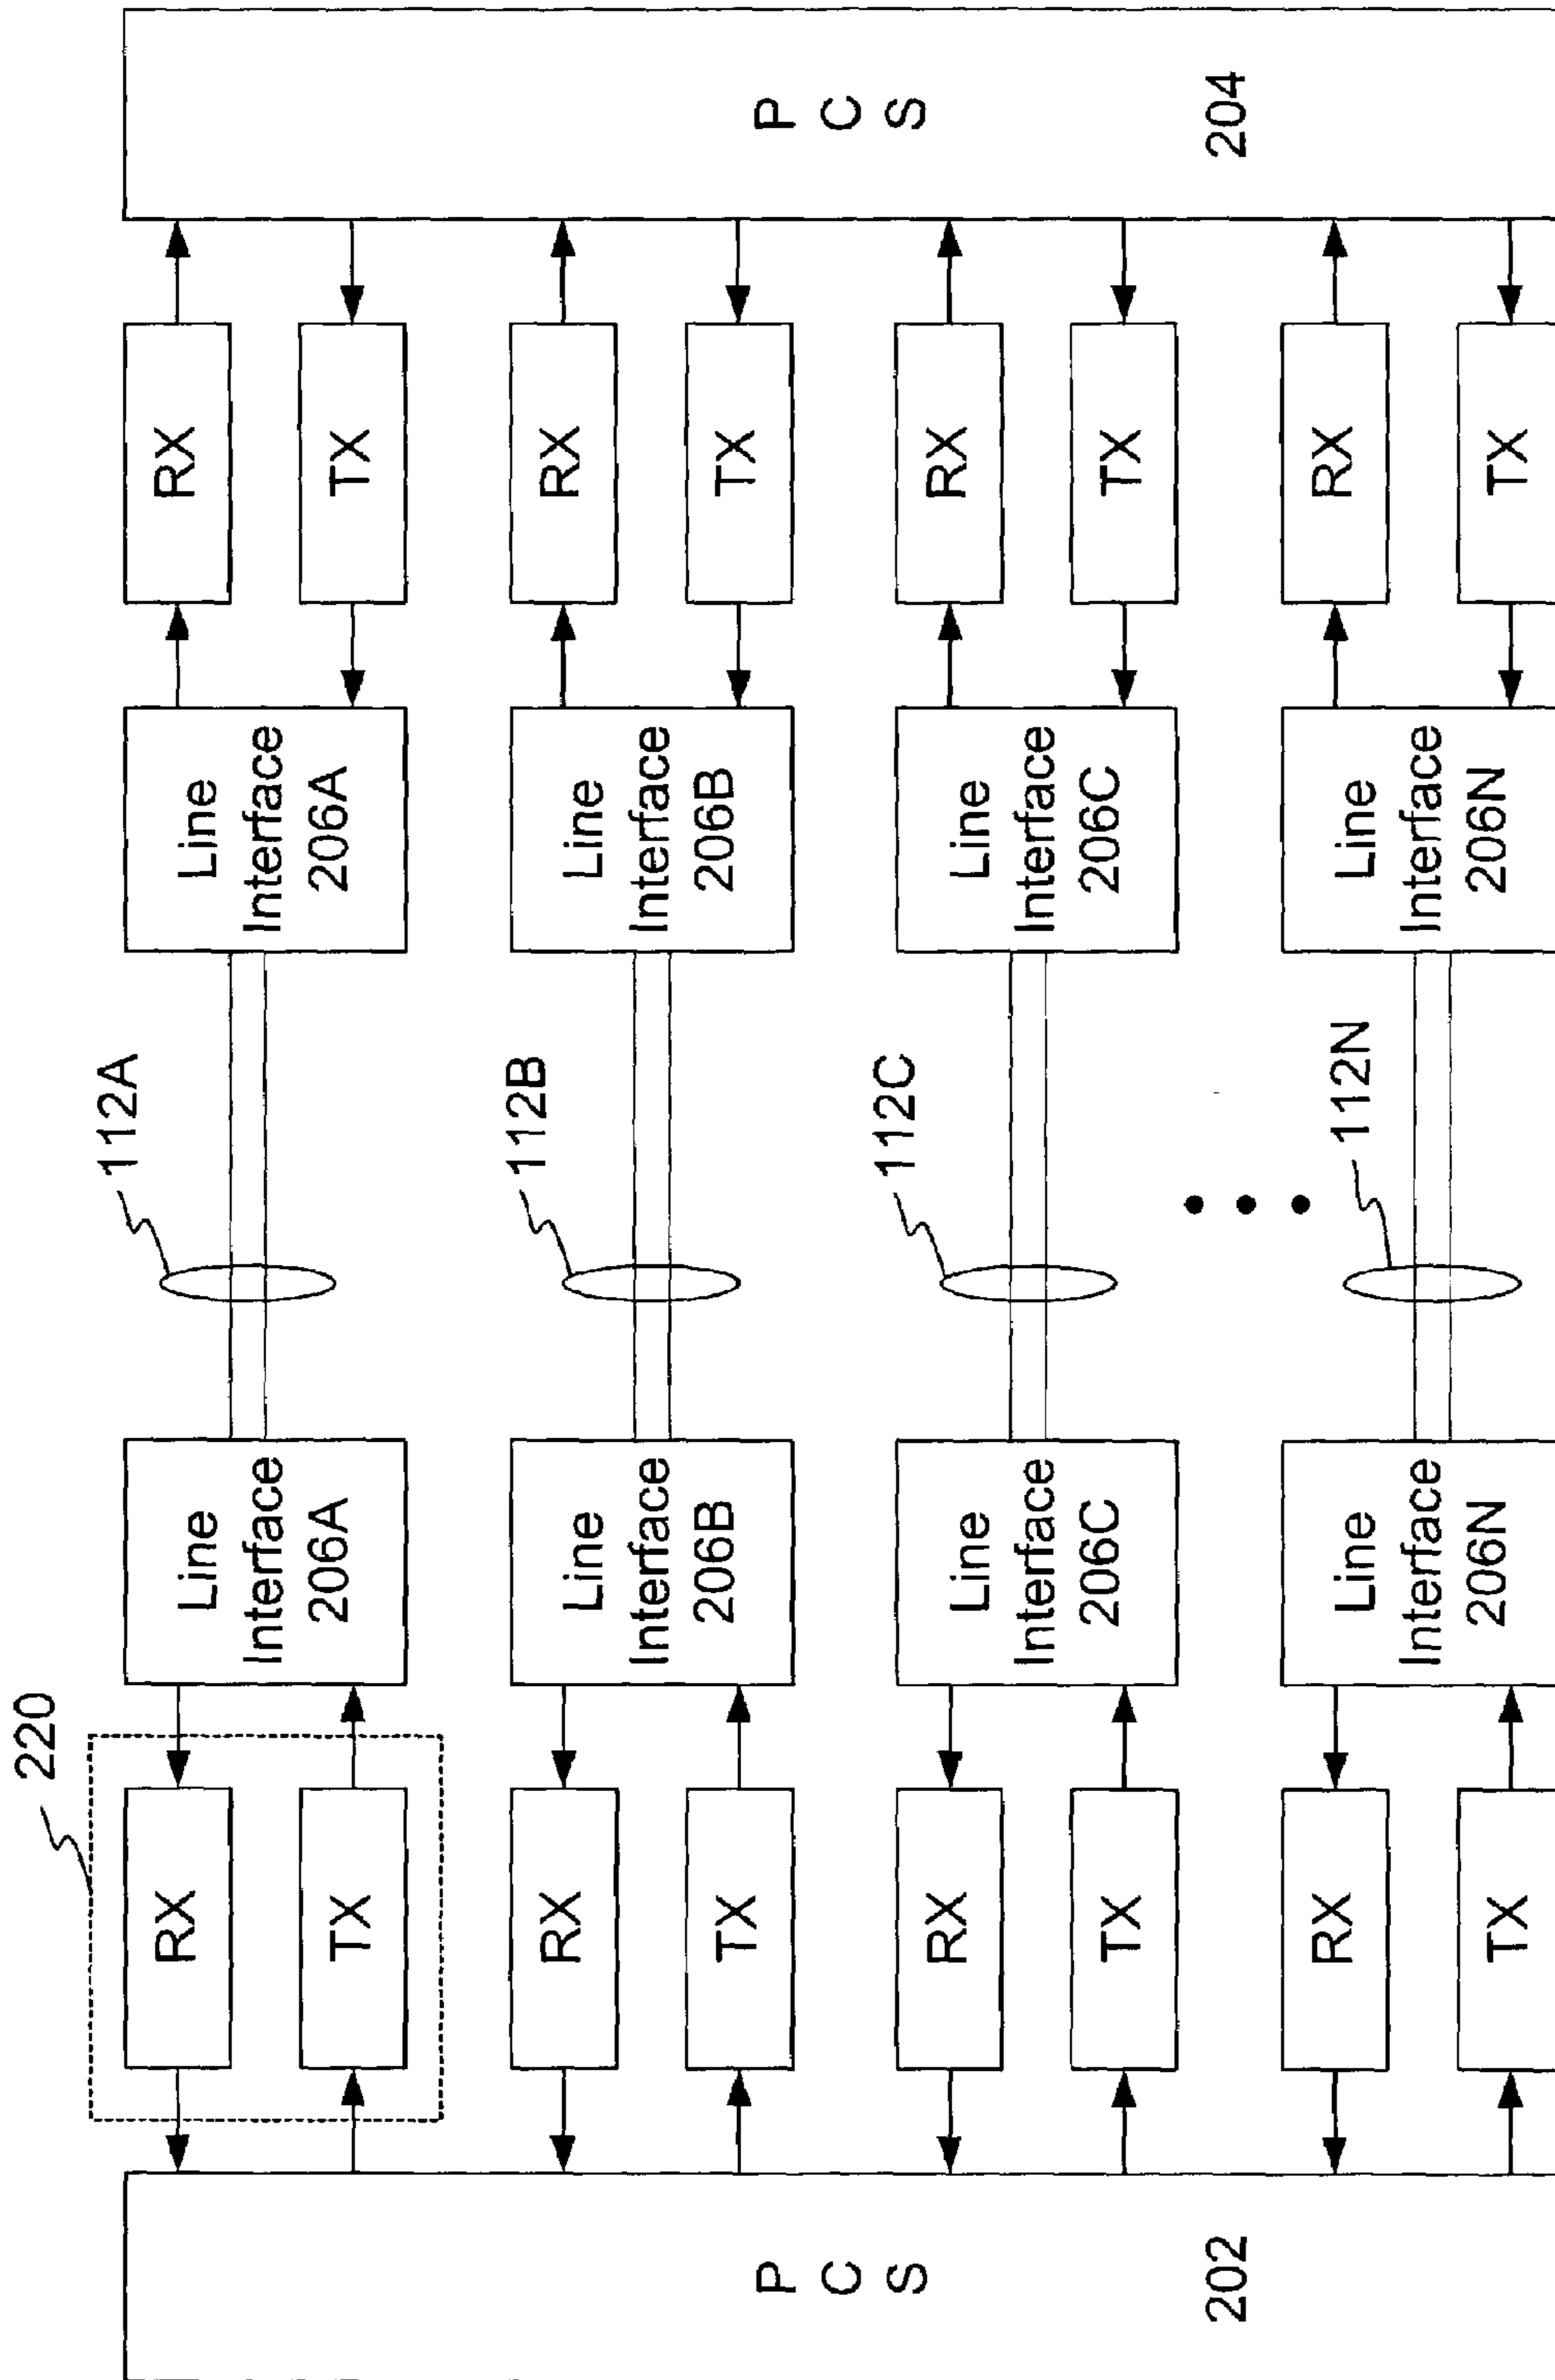 220
112A
112B
112C
112N
P
C
S
202
RX
TX
Line
Interface
206A
Line
Interface
206A
RX
TX
RX
TX
Line
Interface
206B
Line
Interface
206B
RX
TX
RX
TX
Line
Interface
206C
Line
Interface
206C
RX
TX
RX
TX
Line
Interface
206N
Line
Interface
206N
RX
TX
P
C
S
204